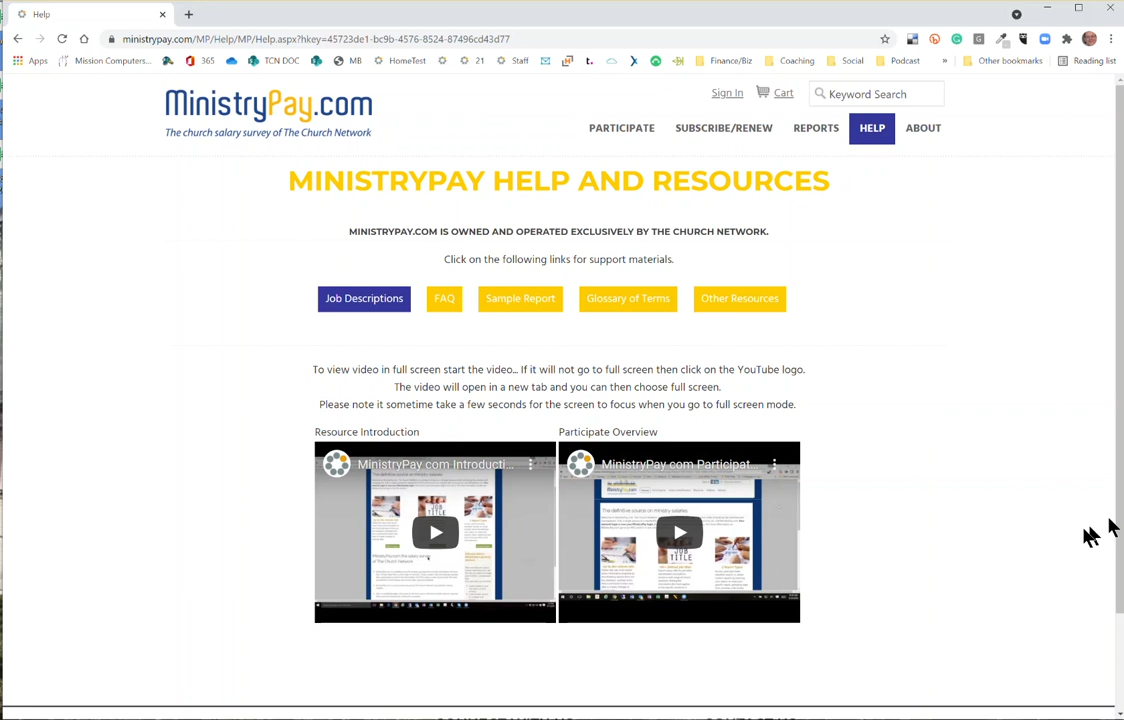 Help
ministrypay.com/MP/Help/MP/Help.aspx?hkey=45723de1-bc9b-4576-8524-87496cd43d77
Apps Mission Computers... 365 TCN DOC MB HomeTest 21 Staff Finance/Biz Coaching Social Podcast » Other bookmarks Reading list
MinistryPay.com
The church salary survey of The Church Network
Sign In Cart Keyword Search
PARTICIPATE SUBSCRIBE/RENEW REPORTS HELP ABOUT
MINISTRYPAY HELP AND RESOURCES
MINISTRYPAY.COM IS OWNED AND OPERATED EXCLUSIVELY BY THE CHURCH NETWORK.
Click on the following links for support materials.
Job Descriptions FAQ Sample Report Glossary of Terms Other Resources
To view video in full screen start the video... If it will not go to full screen then click on the YouTube logo.
The video will open in a new tab and you can then choose full screen.
Please note it sometime take a few seconds for the screen to focus when you go to full screen mode.
Resource Introduction Participate Overview
MinistryPay com Introducti... MinistryPay com Participat...
The definitive source on ministry salaries
JOB TITLE